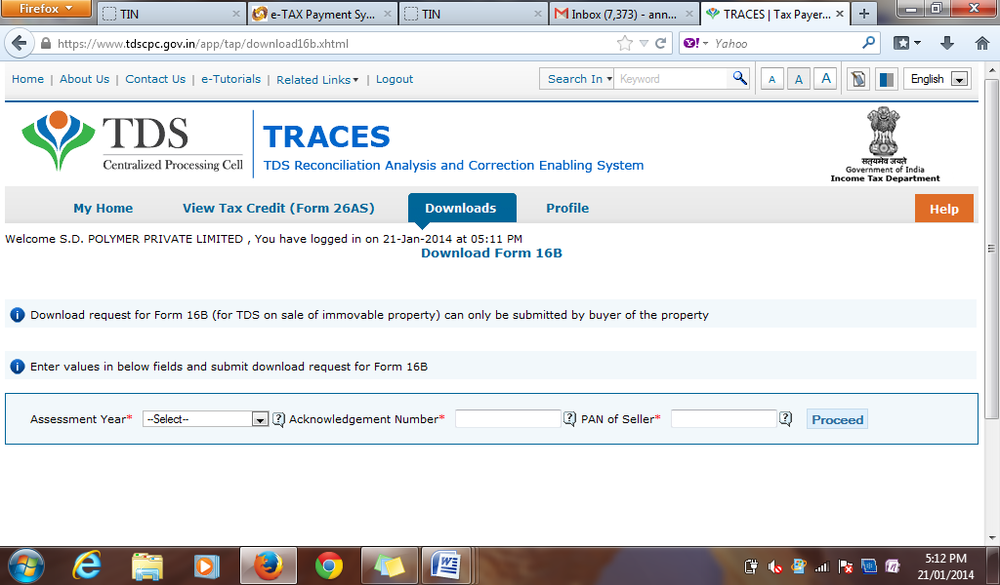 Firefox
TIN
e-TAX Payment Sy...
TIN
Inbox (7,373) - ann...
TRACES | Tax Payer...
https://www.tdscpc.gov.in/app/tap/download16b.xhtml
Yahoo
Home | About Us | Contact Us | e-Tutorials | Related Links | Logout
Search In
Keyword
A A A
English
TDS
Centralized Processing Cell
TRACES
TDS Reconciliation Analysis and Correction Enabling System
सत्यमेव जयते
Government of India
Income Tax Department
My Home
View Tax Credit (Form 26AS)
Downloads
Profile
Help
Welcome S.D. POLYMER PRIVATE LIMITED , You have logged in on 21-Jan-2014 at 05:11 PM
Download Form 16B
Download request for Form 16B (for TDS on sale of immovable property) can only be submitted by buyer of the property
Enter values in below fields and submit download request for Form 16B
Assessment Year* --Select-- ? Acknowledgement Number* ? PAN of Seller* ? Proceed
5:12 PM
21/01/2014